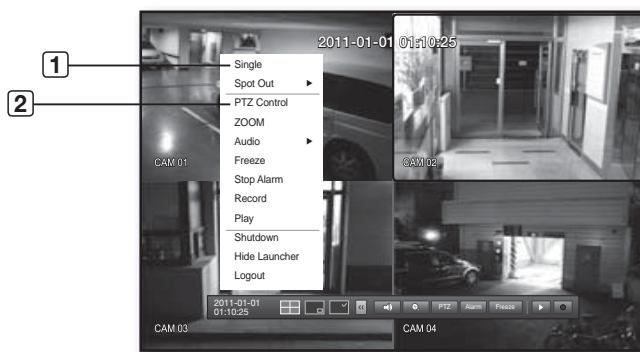 2011-01-01 01:10:25
1
Single
Spot Out
2
PTZ Control
ZOOM
Audio
Freeze
Stop Alarm
Record
Play
Shutdown
Hide Launcher
Logout
CAM 01
CAM 02
2011-01-01
01:10:25
PTZ
Alarm
Freeze
CAM 03
CAM 04